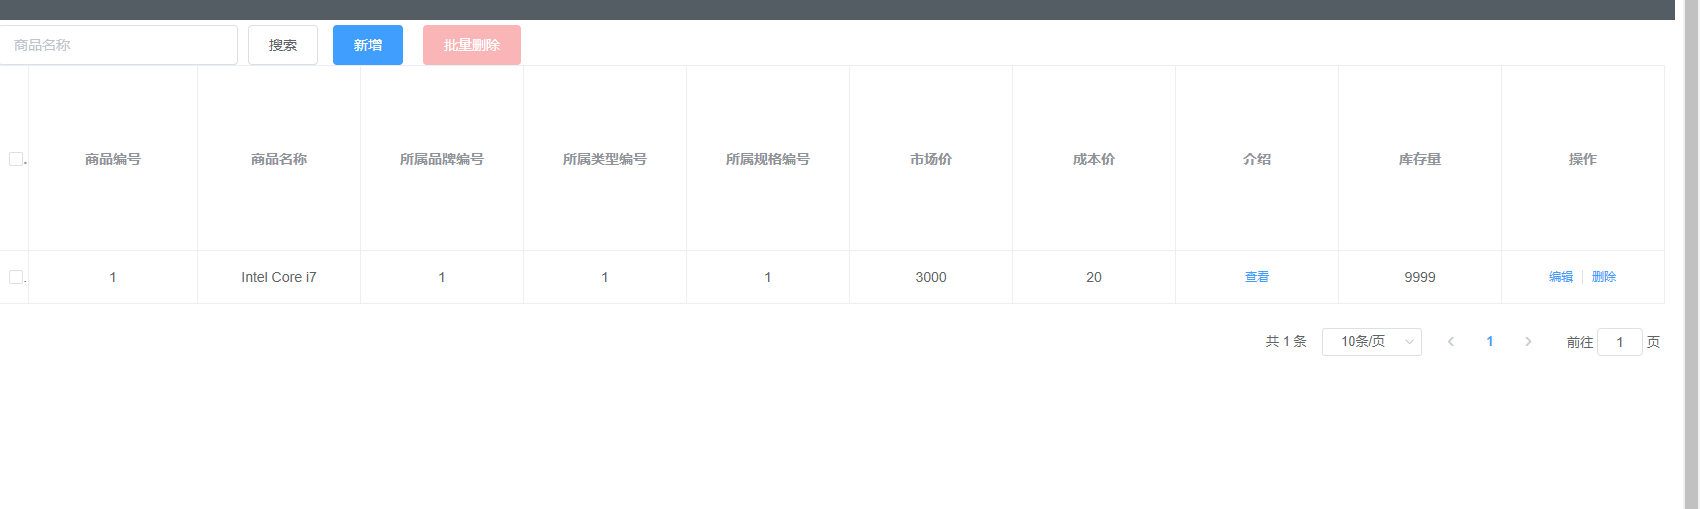 商品名称 搜索 新增 批量删除
商品编号 商品名称 所属品牌编号 所属类型编号 所属规格编号 市场价 成本价 介绍 库存量 操作
1 Intel Core i7 1 1 1 3000 20 查看 9999 编辑 删除
共 1 条 10条/页 1 前往 1 页